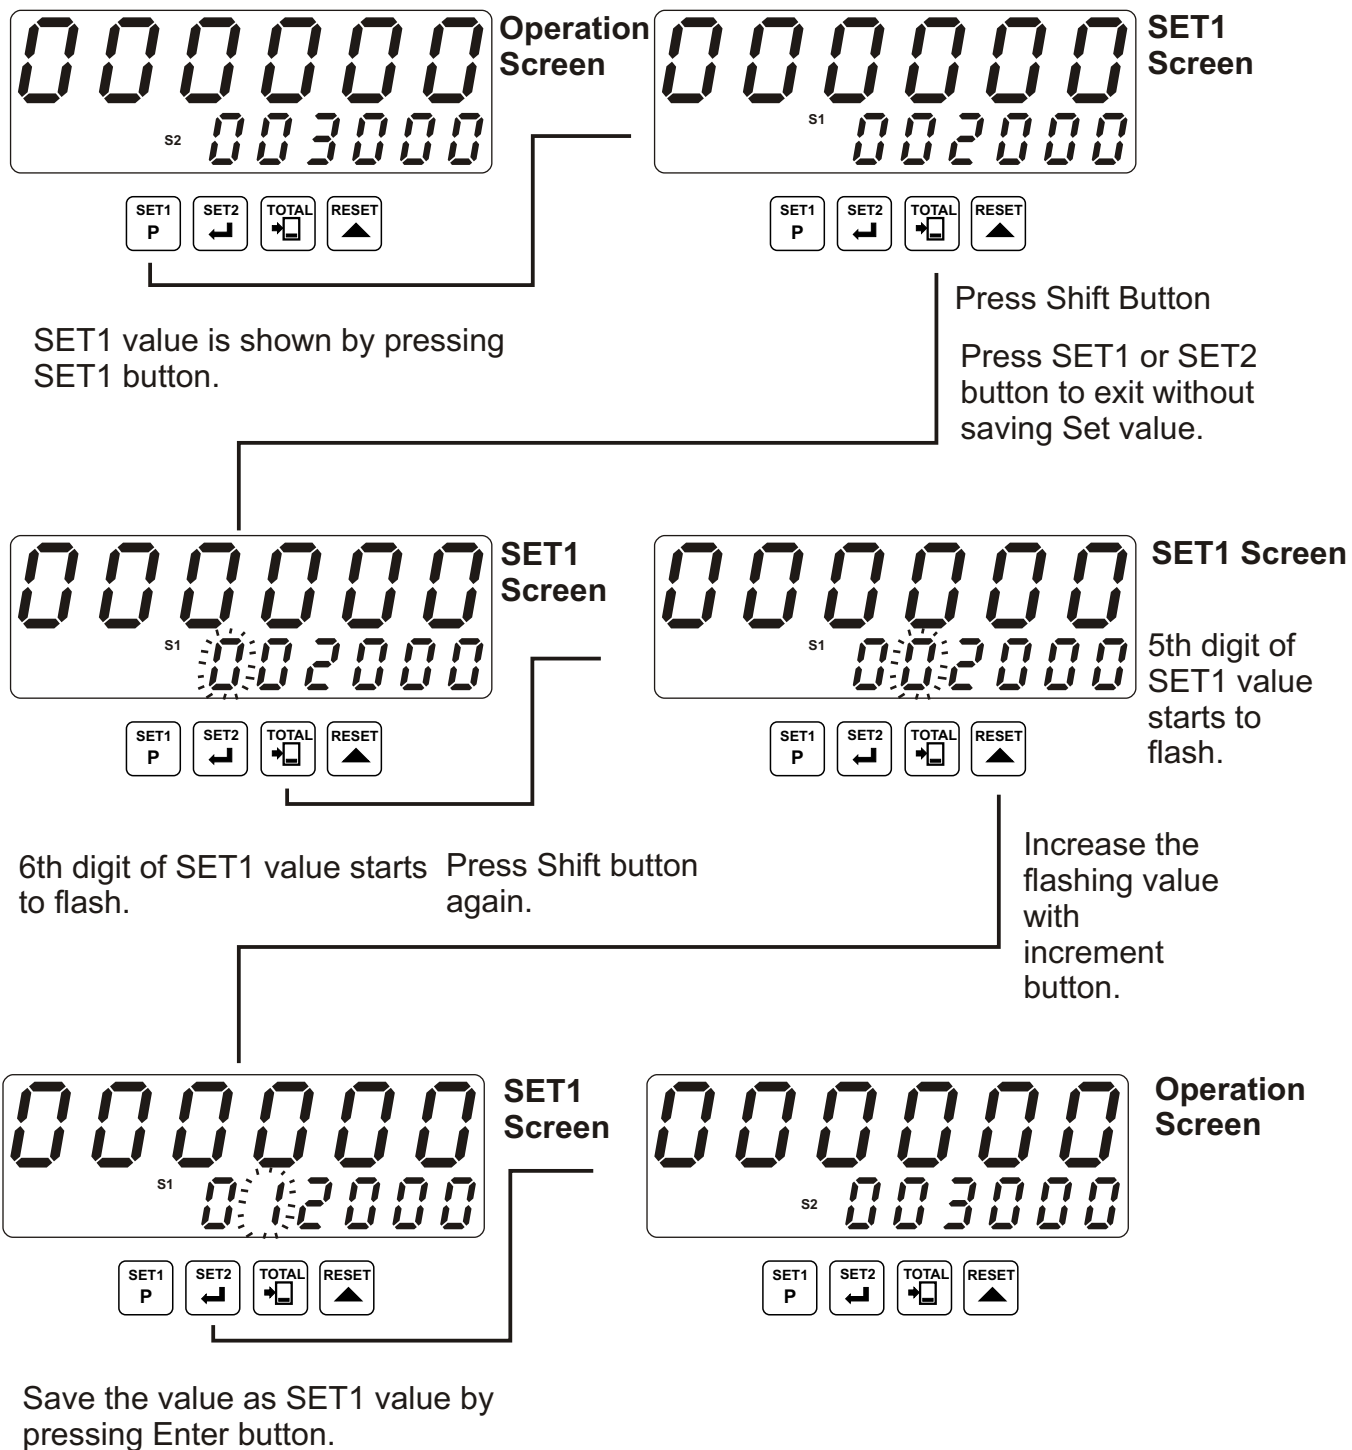 000000
Operation
Screen
S2 003000
SET1 SET2 TOTAL RESET
P
SET1 value is shown by pressing
SET1 button.
000000
SET1
Screen
S1 002000
SET1 SET2 TOTAL RESET
P
Press Shift Button
Press SET1 or SET2
button to exit without
saving Set value.
000000
SET1
Screen
S1 002000
SET1 SET2 TOTAL RESET
P
6th digit of SET1 value starts
to flash.
Press Shift button
again.
000000
SET1 Screen
S1 002000
5th digit of
SET1 value
starts to
flash.
SET1 SET2 TOTAL RESET
P
Increase the
flashing value
with
increment
button.
000000
SET1
Screen
S1 012000
SET1 SET2 TOTAL RESET
P
Save the value as SET1 value by
pressing Enter button.
000000
Operation
Screen
S2 003000
SET1 SET2 TOTAL RESET
P